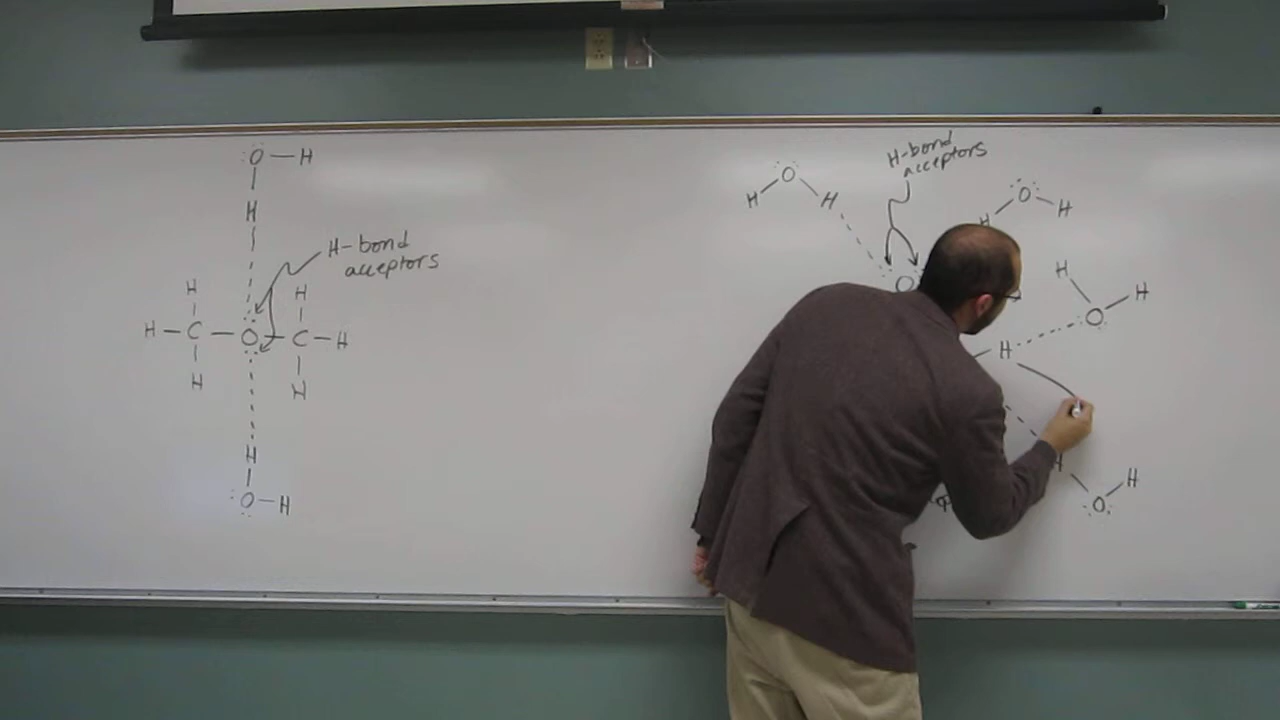 :O — H
H
H-bond
acceptors
H H
H — C — O — C — H
H H
H
:O — H
H-bond
acceptors
O
H H
O
H H
O
H H
O
H
H
H
O